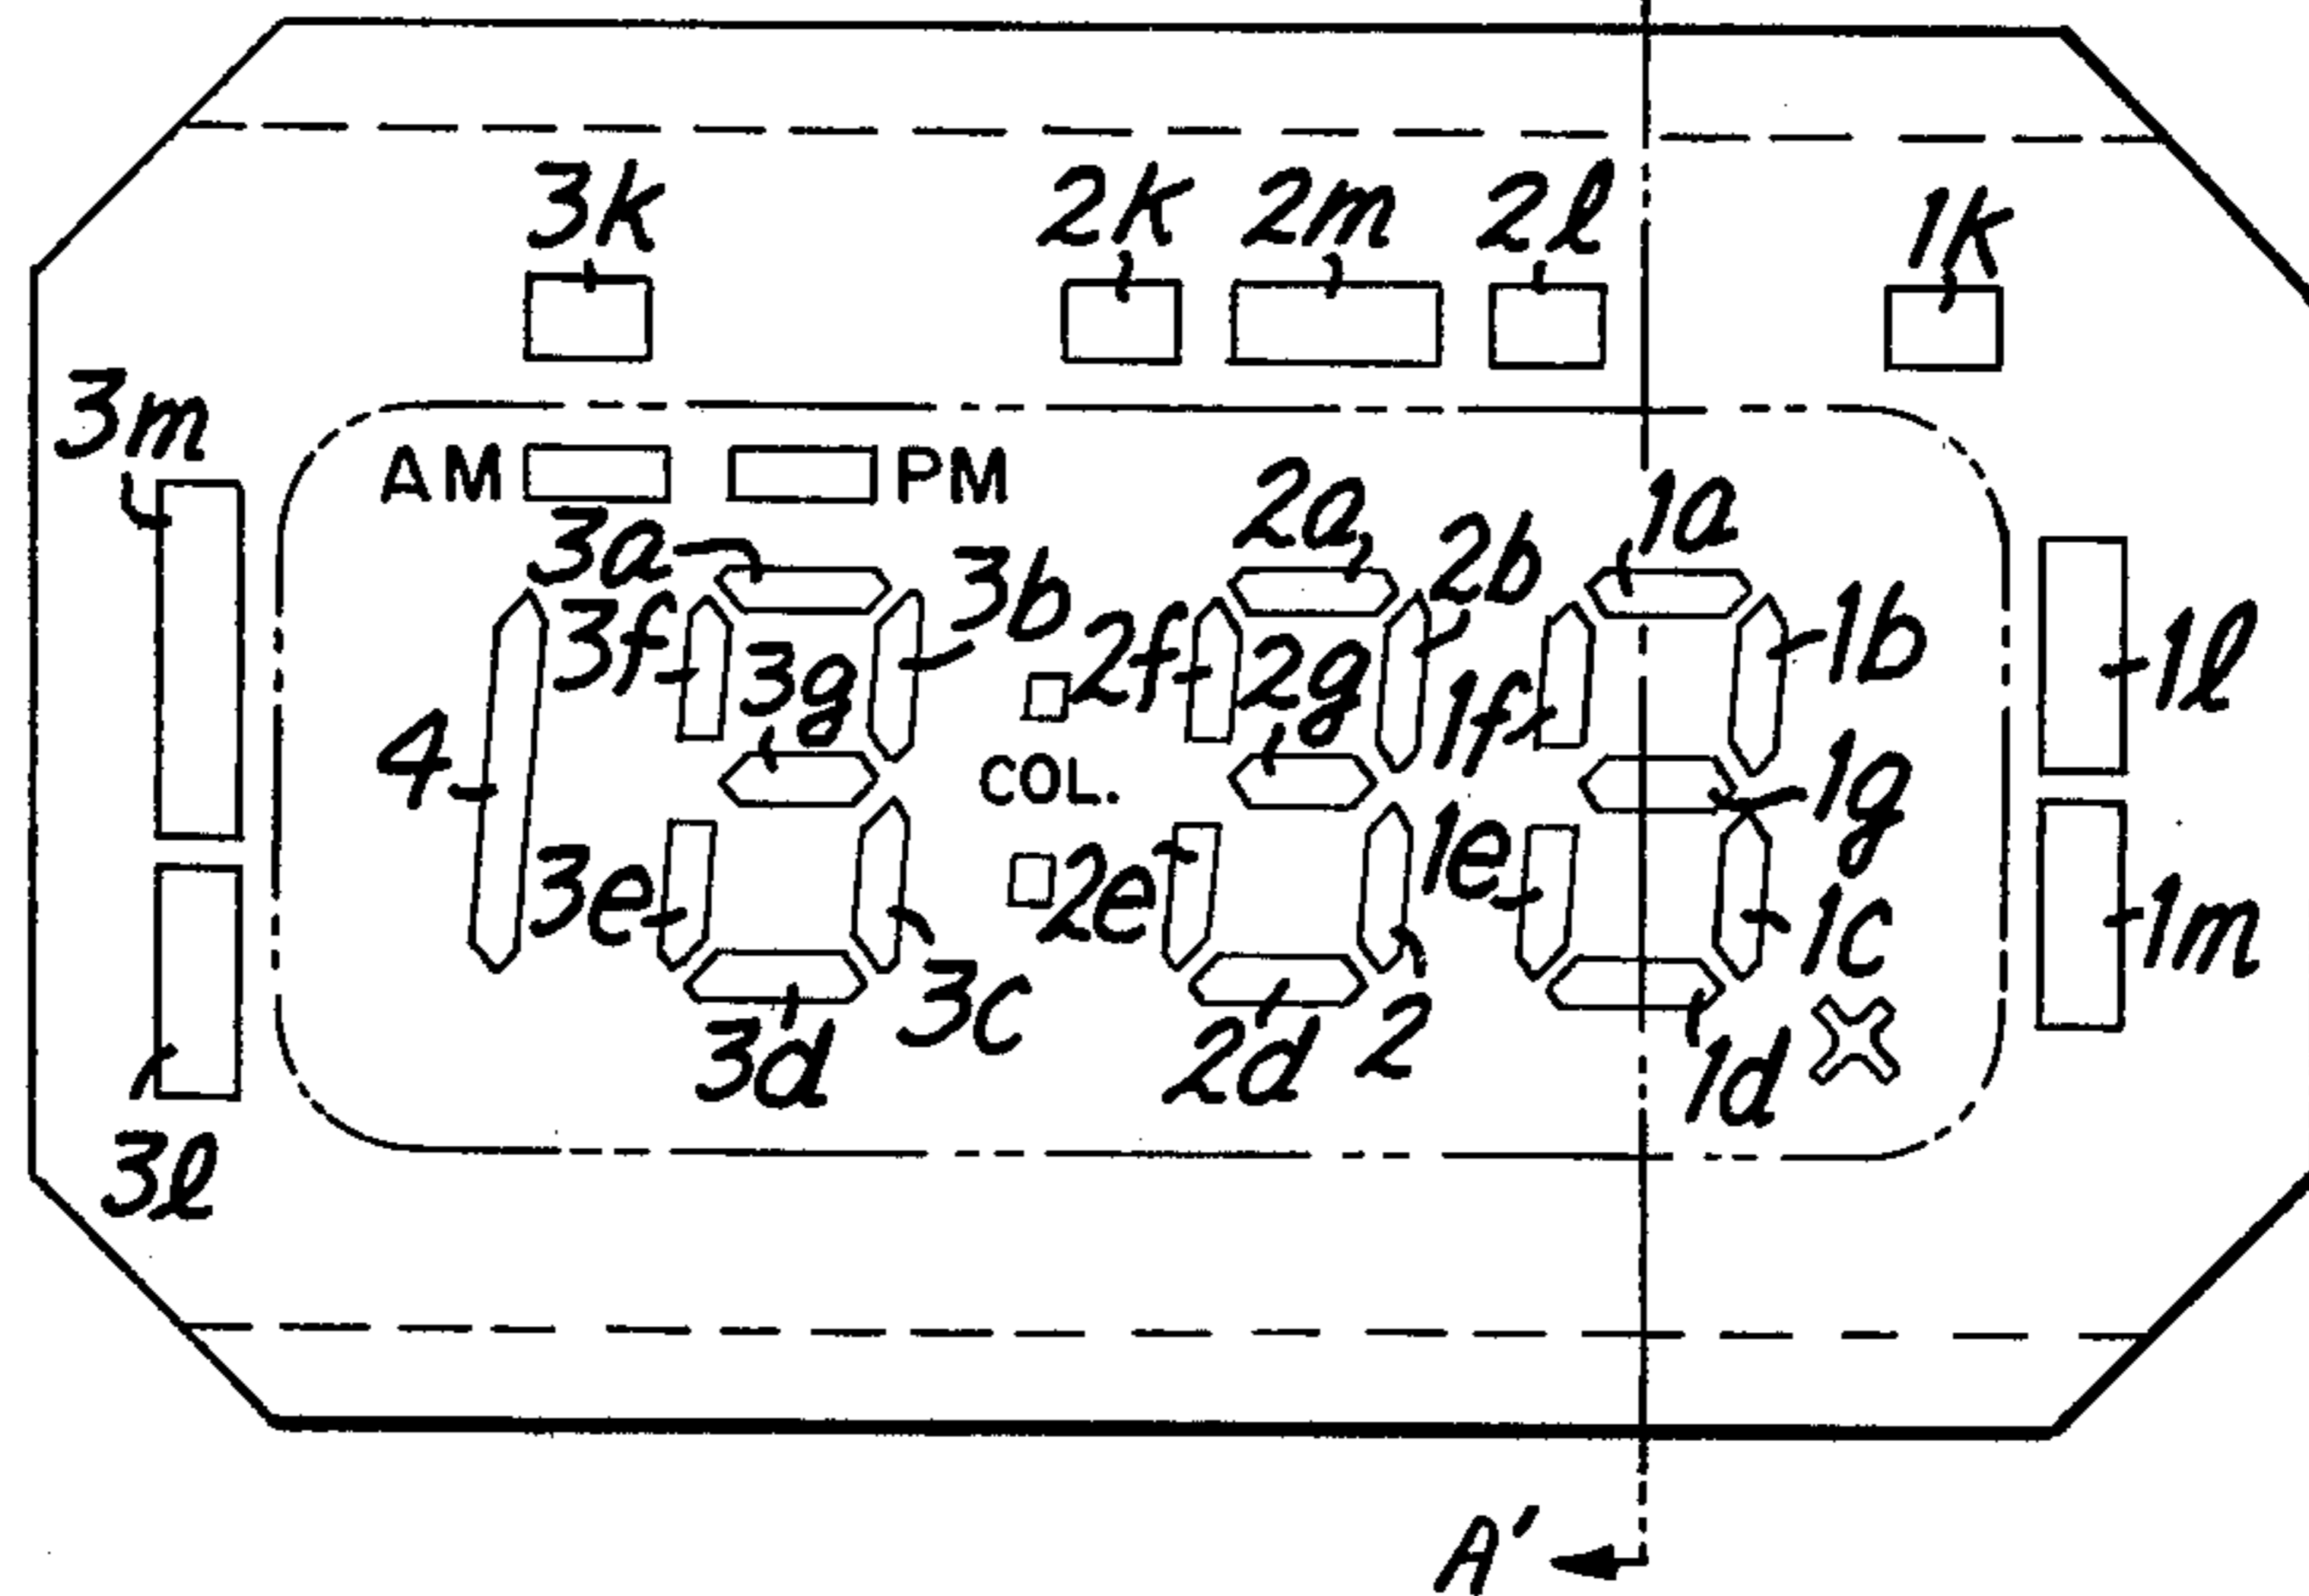 3k 2k 2m 2l 1k
3m
AM PM
3a 3b 2a 2b 1a
3f 3g 2f 2g 1f 1b 1l
4 COL. 1g
3e 2e 1e 1c 1m
3d 3c 2d 2 1d
3l
A'